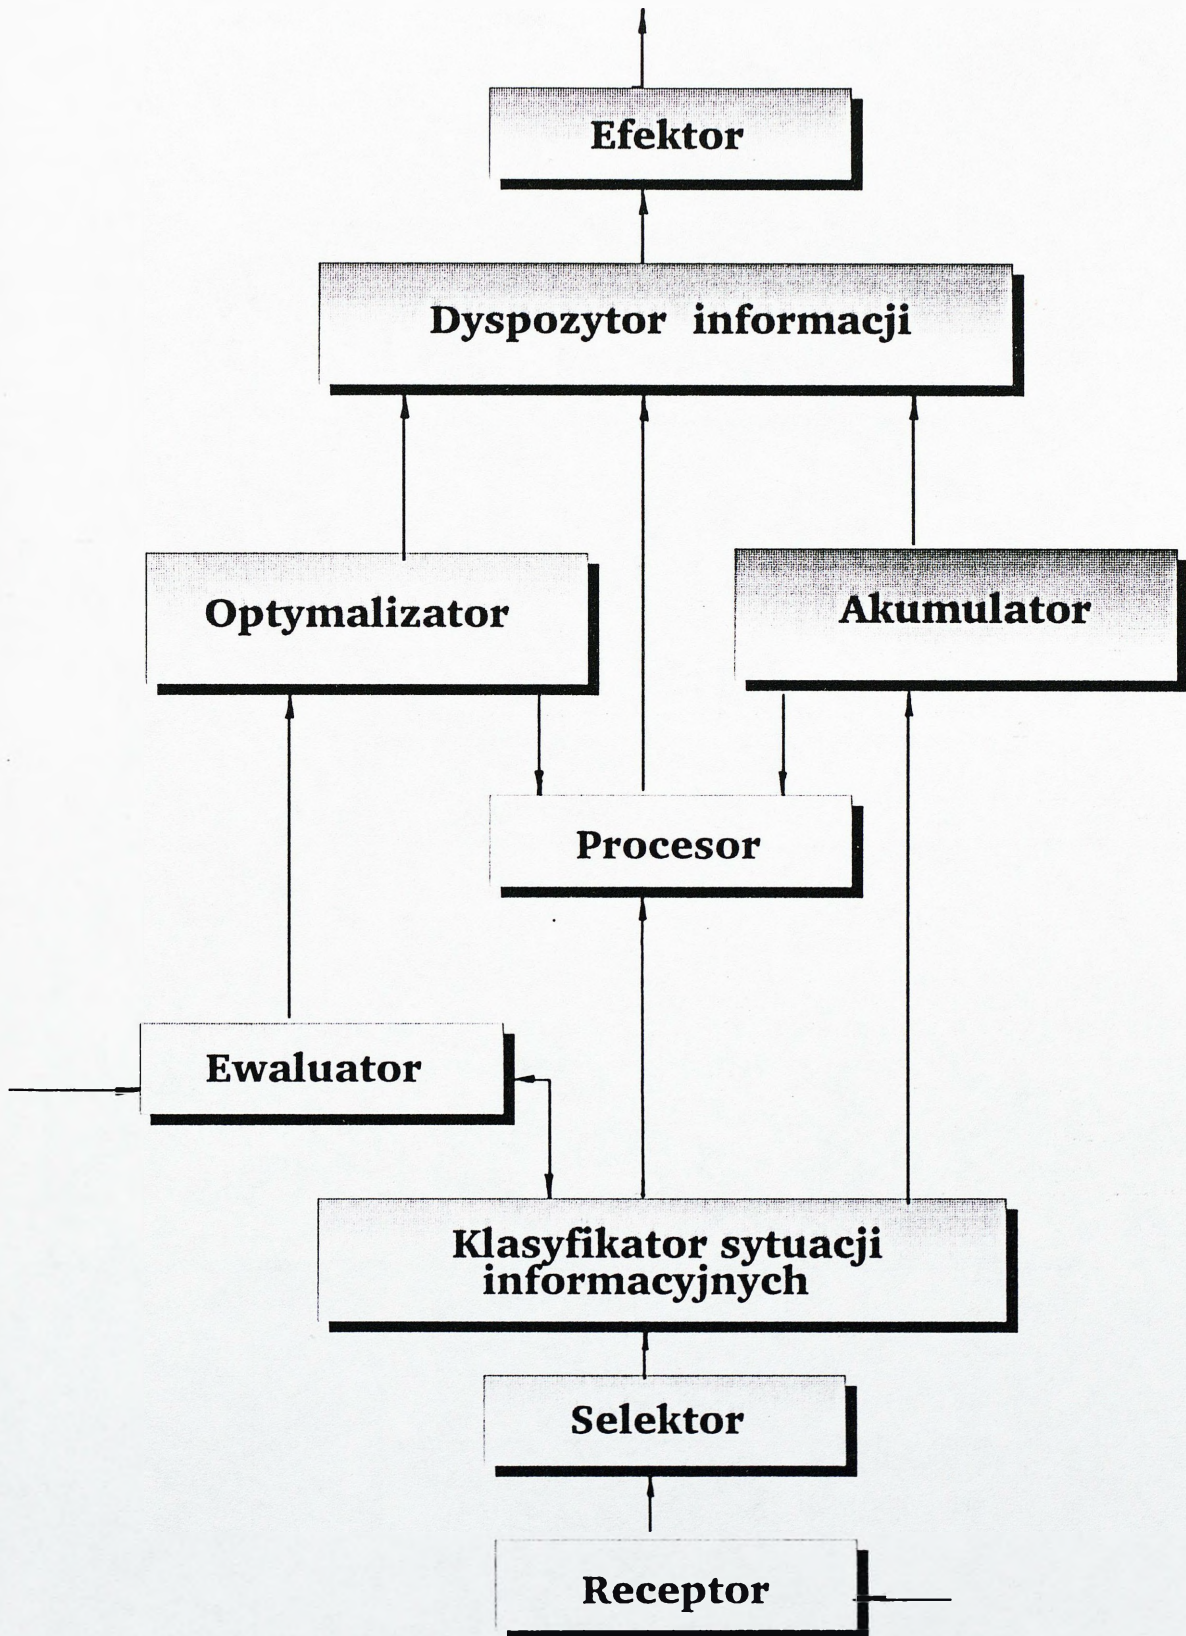 Efektor
Dyspozytor informacji
Optymalizator
Akumulator
Procesor
Ewaluator
Klasyfikator sytuacji
informacyjnych
Selektor
Receptor